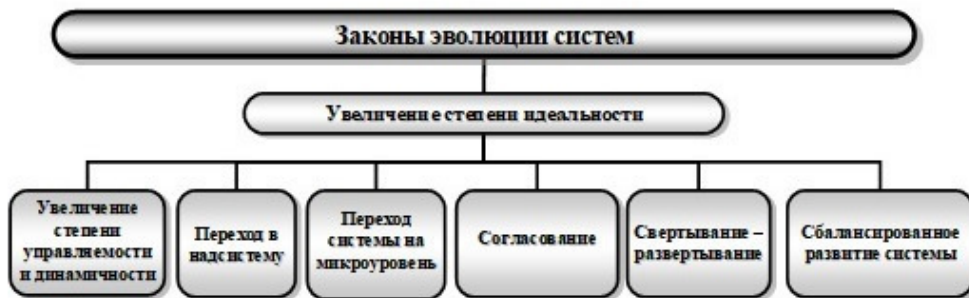 Законы эволюции систем
Увеличение степени идеальности
Увеличение
степени
управляемости
и динамичности
Переход в
надсистему
Переход
системы на
микроуровень
Согласование
Свертывание –
развертывание
Сбалансированное
развитие системы